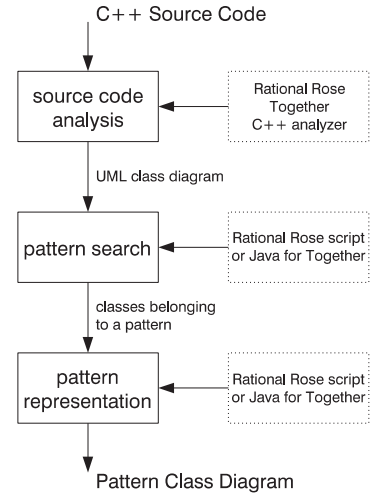 C++ Source Code
source code
analysis
Rational Rose
Together
C++ analyzer
UML class diagram
pattern search
Rational Rose script
or Java for Together
classes belonging
to a pattern
pattern
representation
Rational Rose script
or Java for Together
Pattern Class Diagram